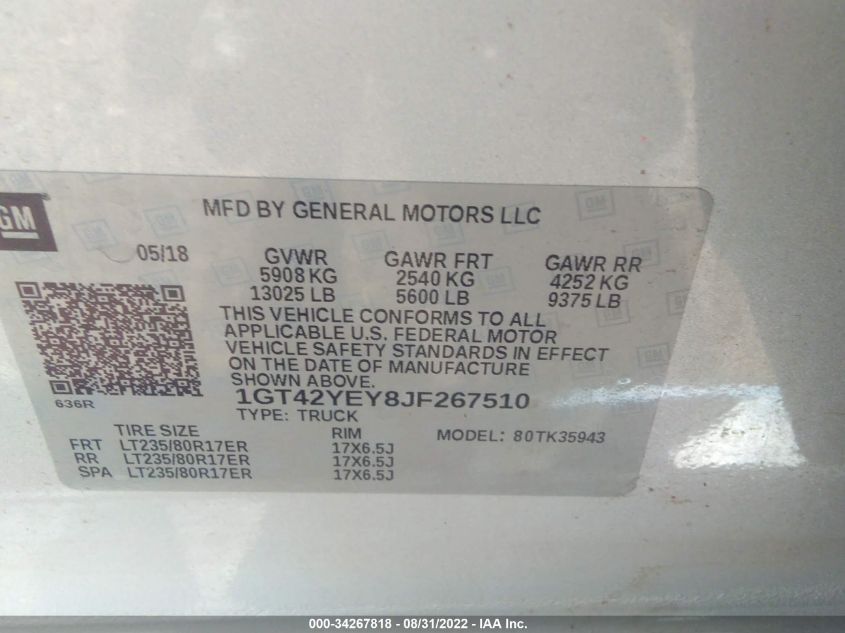 GM
MFD BY GENERAL MOTORS LLC
05/18 GVWR GAWR FRT GAWR RR
5908 KG 2540 KG 4252 KG
13025 LB 5600 LB 9375 LB
THIS VEHICLE CONFORMS TO ALL
APPLICABLE U.S. FEDERAL MOTOR
VEHICLE SAFETY STANDARDS IN EFFECT
ON THE DATE OF MANUFACTURE
SHOWN ABOVE.
636R 1GT42YEY8JF267510
TYPE: TRUCK
TIRE SIZE RIM MODEL: 80TK35943
FRT LT235/80R17ER 17X6.5J
RR LT235/80R17ER 17X6.5J
SPA LT235/80R17ER 17X6.5J
000-34267818 - 08/31/2022 - IAA Inc.